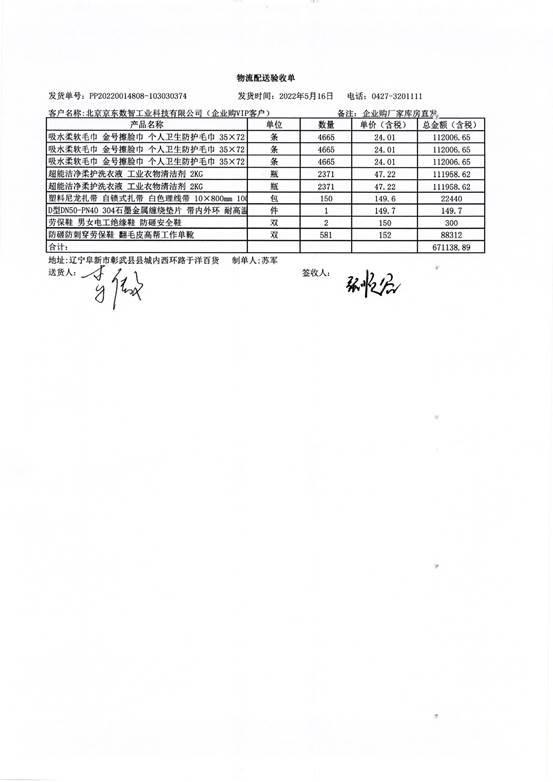 物流配送验收单
发货单号: PP20220014808-103030374 发货时间: 2022年5月16日 电话: 0427-3201111
客户名称:北京京东数智工业科技有限公司（企业购VIP客户） 备注: 企业购厂家库房直发
产品名称 单位 数量 单价（含税） 总金额（含税）
吸水柔软毛巾 金号擦脸巾 个人卫生防护毛巾 35×72 条 4665 24.01 112006.65
吸水柔软毛巾 金号擦脸巾 个人卫生防护毛巾 35×72 条 4665 24.01 112006.65
吸水柔软毛巾 金号擦脸巾 个人卫生防护毛巾 35×72 条 4665 24.01 112006.65
超能洁净柔护洗衣液 工业衣物清洁剂 2KG 瓶 2371 47.22 111958.62
超能洁净柔护洗衣液 工业衣物清洁剂 2KG 瓶 2371 47.22 111958.62
塑料尼龙扎带 自锁式扎带 白色理线带 10×800mm 100 包 150 149.6 22440
D型DN50-PN40 304石墨金属缠绕垫片 带内外环 耐高温 件 1 149.7 149.7
劳保鞋 男女电工绝缘鞋 防砸安全鞋 双 2 150 300
防砸防刺穿劳保鞋 翻毛皮高帮工作单靴 双 581 152 88312
合计: 671138.89
地址:辽宁阜新市彰武县县城内西环路于洋百货 制单人:苏军
送货人: 签收人: